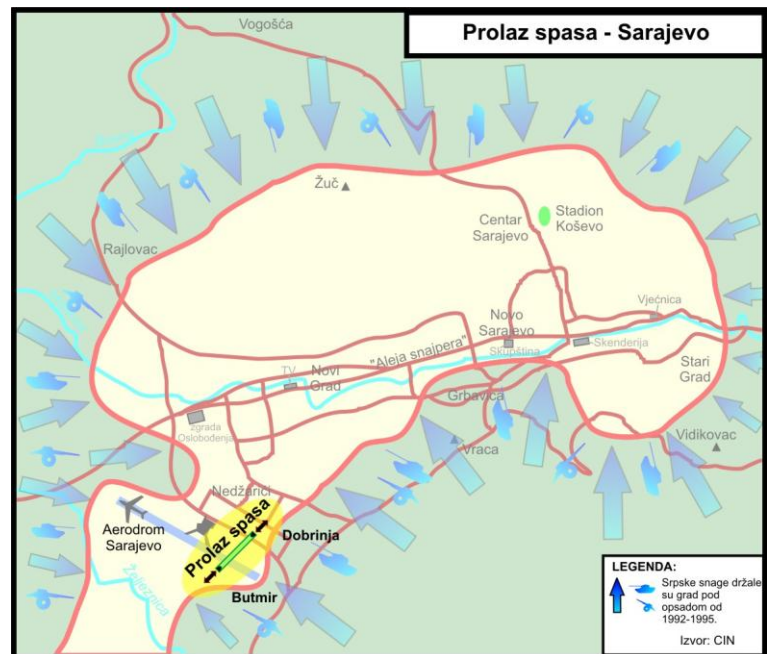 Prolaz spasa - Sarajevo
Vogošća
Žuč
Stadion
Koševo
Centar
Sarajevo
Rajlovac
Vječnica
Novo
Sarajevo
Skupština
Skenderija
"Aleja snajpera"
Stari
Grad
TV
Novi
Grad
Grbavica
zgrada
Oslobođenja
Vidikovac
Vraca
Nedžarići
Aerodrom
Sarajevo
Prolaz spasa
Dobrinja
Željeznica
Butmir
LEGENDA:
Srpske snage držale
su grad pod
opsadom od
1992-1995.
Izvor: CIN